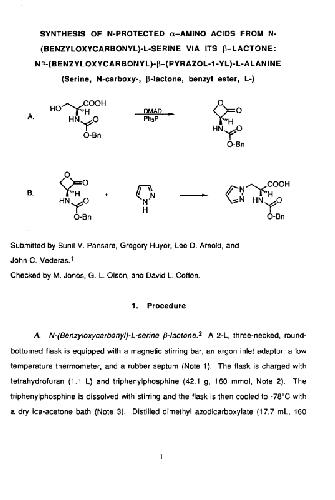 SYNTHESIS OF N-PROTECTED α-AMINO ACIDS FROM N-
(BENZYLOXYCARBONYL)-L-SERINE VIA ITS β-LACTONE:
Nα-(BENZYLOXYCARBONYL)-β-(PYRAZOL-1-YL)-L-ALANINE
(Serine, N-carboxy-, β-lactone, benzyl ester, L-)
A.
HO COOH
H
HN O
O-Bn
DMAD
Ph3P
O O
H
HN O
O-Bn
B.
O O
H
HN O
O-Bn
+
N
N
H
N N COOH
H
HN O
O-Bn
Submitted by Sunil V. Pansare, Gregory Huyer, Lee D. Arnold, and
John C. Vederas.1
Checked by M. Jones, G. L. Olson, and David L. Coffen.
1. Procedure
A. N-(Benzyloxycarbonyl)-L-serine β-lactone.2 A 2-L, three-necked, round-
bottomed flask is equipped with a magnetic stirring bar, an argon inlet adaptor, a low
temperature thermometer, and a rubber septum (Note 1). The flask is charged with
tetrahydrofuran (1.1 L) and triphenylphosphine (42.1 g, 160 mmol, Note 2). The
triphenylphosphine is dissolved with stirring and the flask is then cooled to -78°C with
a dry ice-acetone bath (Note 3). Distilled dimethyl azodicarboxylate (17.7 mL, 160
1